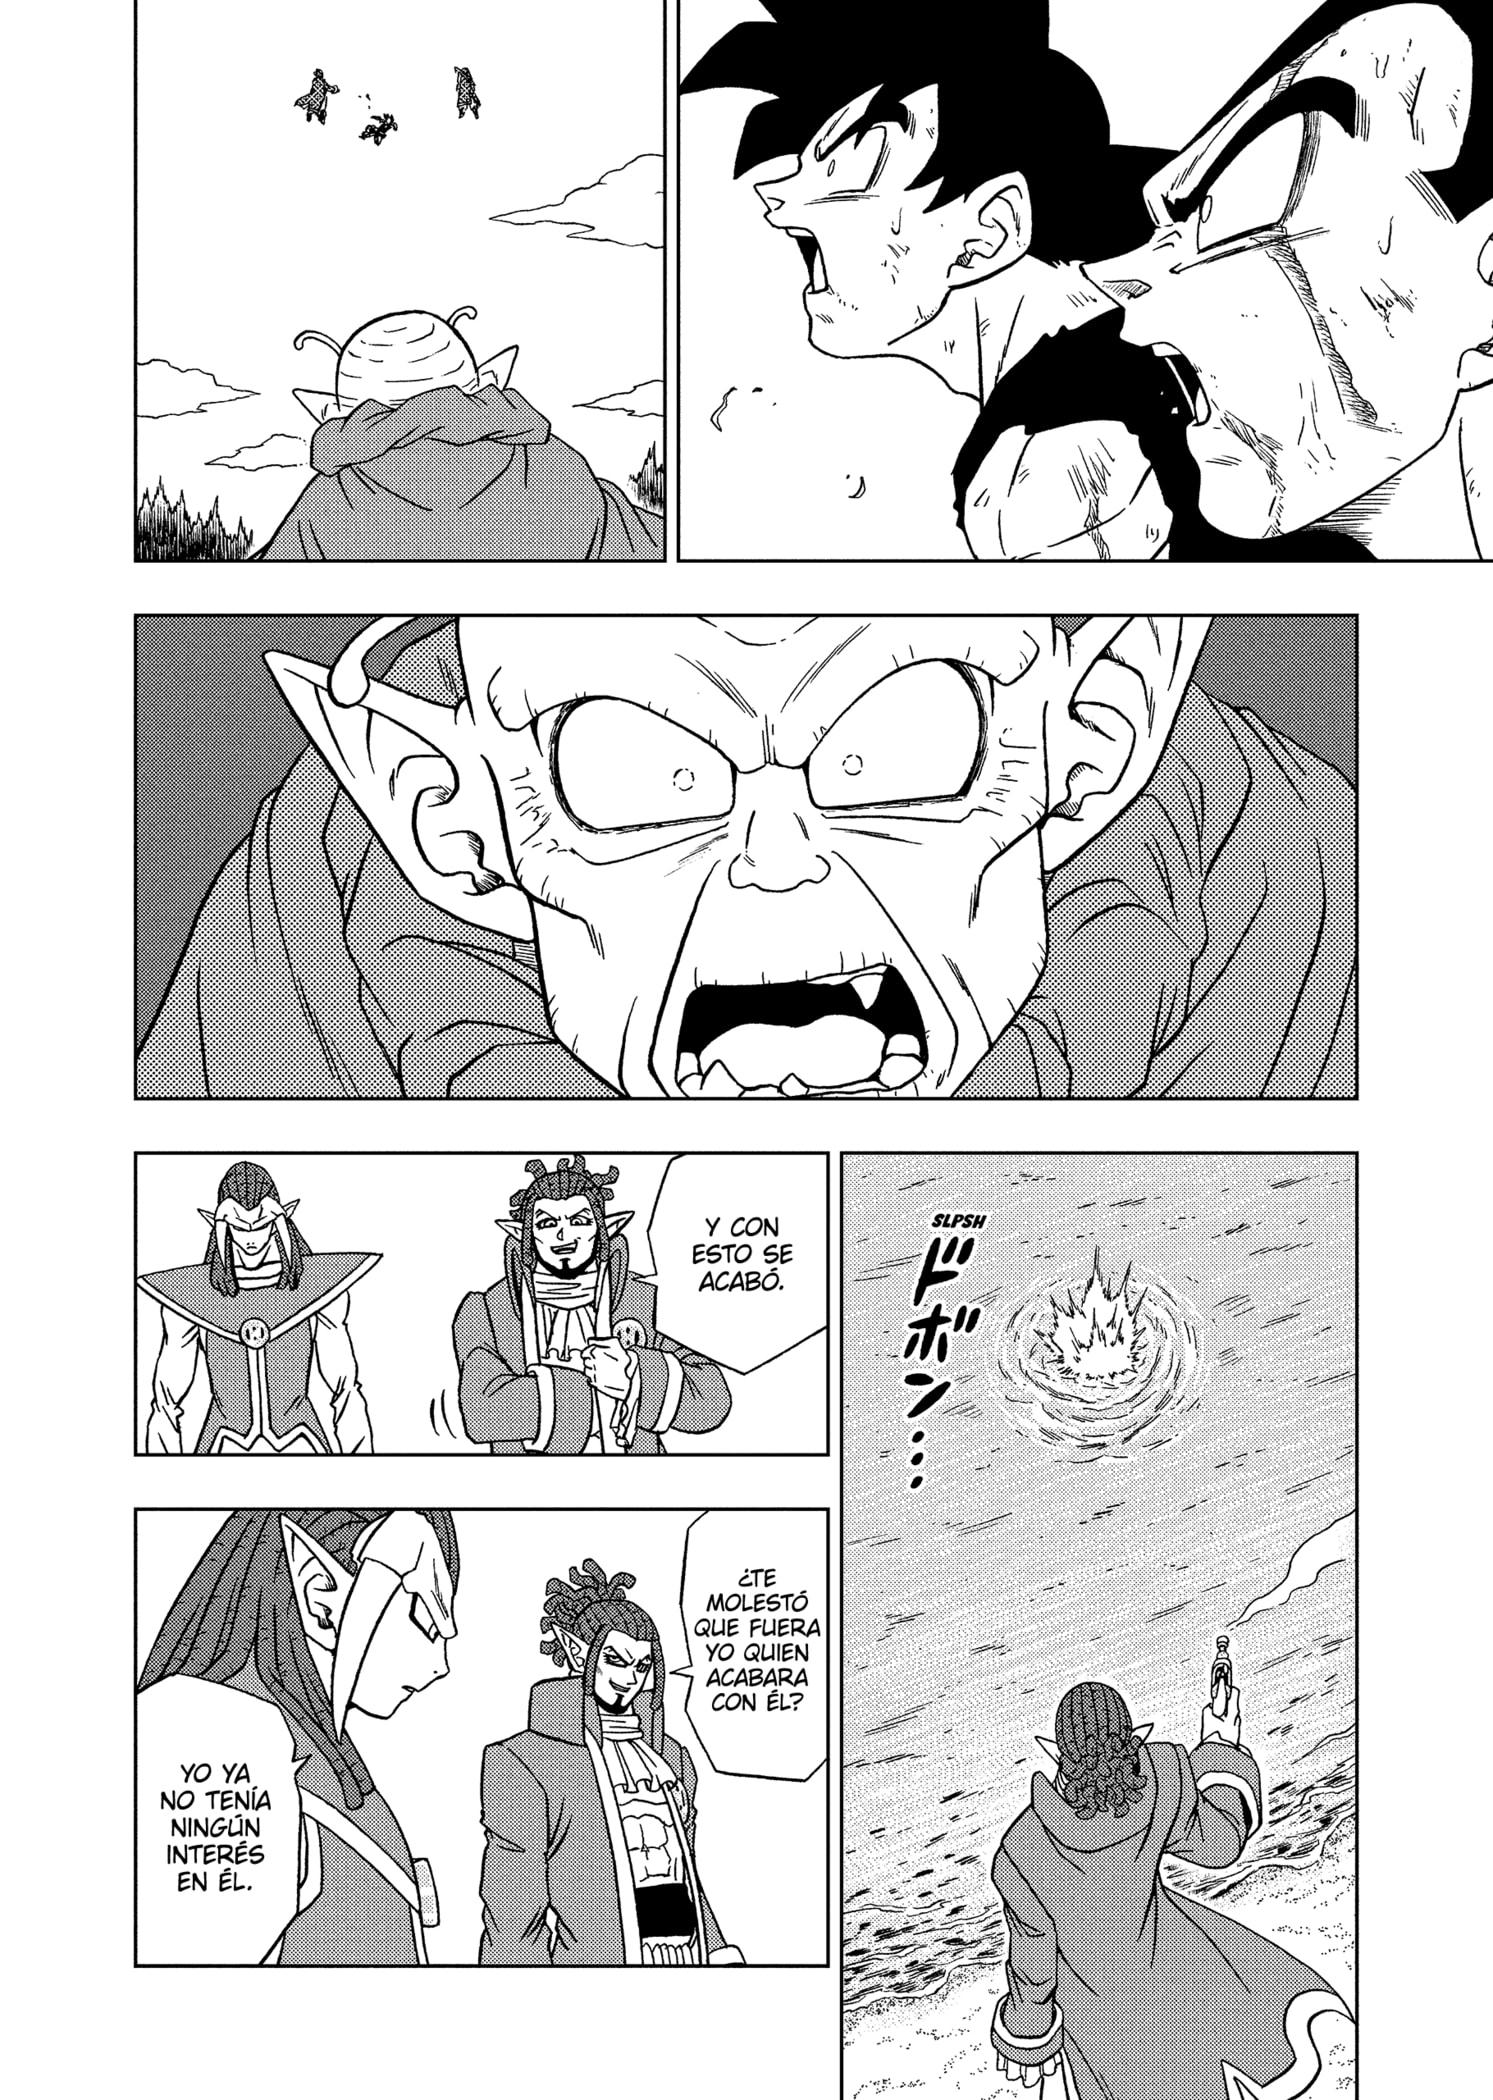 SLPSH
ドボン…
Y CON
ESTO SE
ACABÓ.
¿TE
MOLESTÓ
QUE FUERA
YO QUIEN
ACABARA
CON ÉL?
YO YA
NO TENÍA
NINGÚN
INTERÉS
EN ÉL.